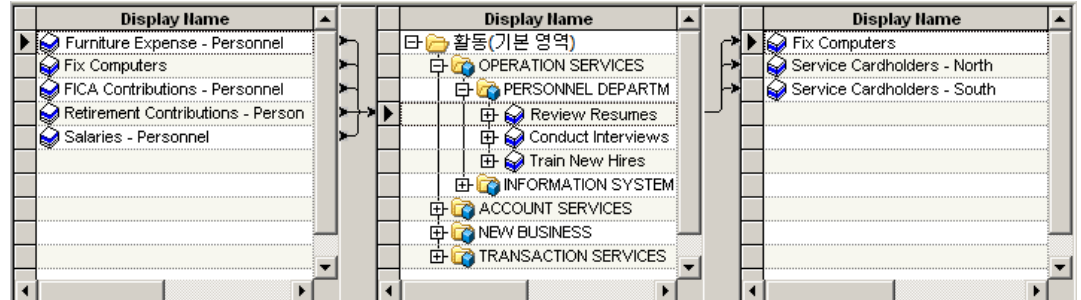 Display Name
Furniture Expense - Personnel
Fix Computers
FICA Contributions - Personnel
Retirement Contributions - Person
Salaries - Personnel
Display Name
활동(기본 영역)
OPERATION SERVICES
PERSONNEL DEPARTM
Review Resumes
Conduct Interviews
Train New Hires
INFORMATION SYSTEM
ACCOUNT SERVICES
NEW BUSINESS
TRANSACTION SERVICES
Display Name
Fix Computers
Service Cardholders - North
Service Cardholders - South